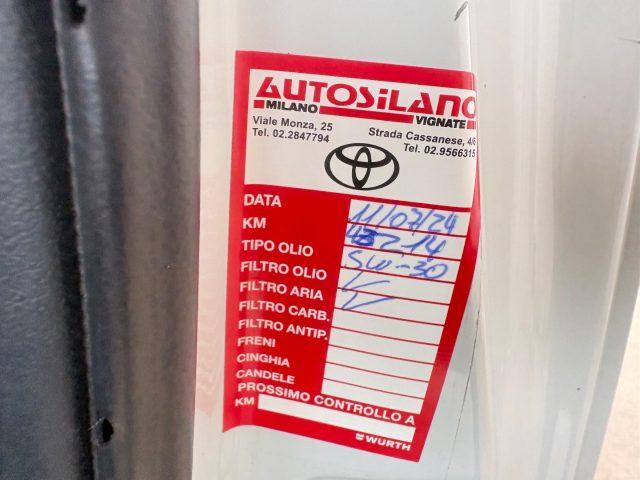 AUTOSiLANO
MILANO VIGNATE
Viale Monza, 25 Strada Cassanese, 4/6
Tel. 02.2847794 Tel. 02.9566315
DATA 11/07/24
KM
TIPO OLIO 5W-30
FILTRO OLIO
FILTRO ARIA
FILTRO CARB.
FILTRO ANTIP.
FRENI
CINGHIA
CANDELE
PROSSIMO CONTROLLO A
KM
WÜRTH